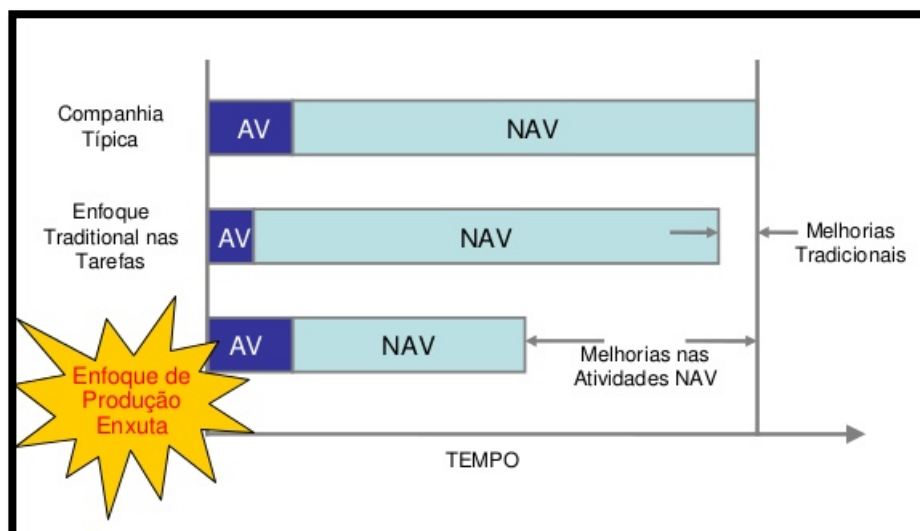 Companhia
Típica
AV
NAV
Enfoque
Traditional nas
Tarefas
AV
NAV
Melhorias
Tradicionais
Enfoque de
Produção
Enxuta
AV
NAV
Melhorias nas
Atividades NAV
TEMPO